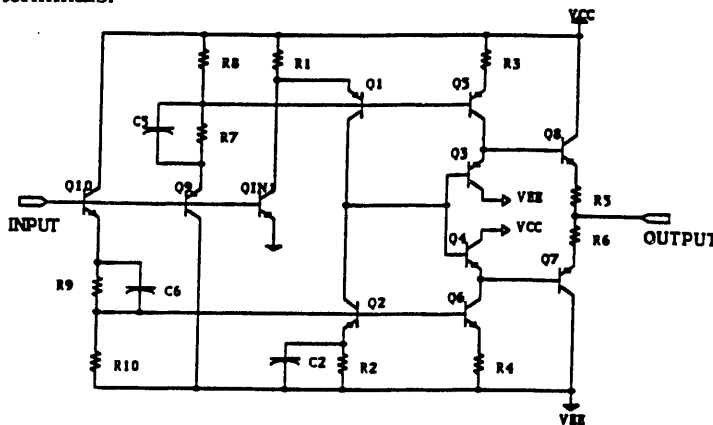 terminals.
VCC
R8
R1
R3
Q1
Q5
C5
R7
Q8
Q3
Q10
Q9
QIN1
R5
VEE
INPUT
VCC
R6
OUTPUT
Q4
Q7
R9
C6
Q2
Q6
R10
C2
R2
R4
VEE